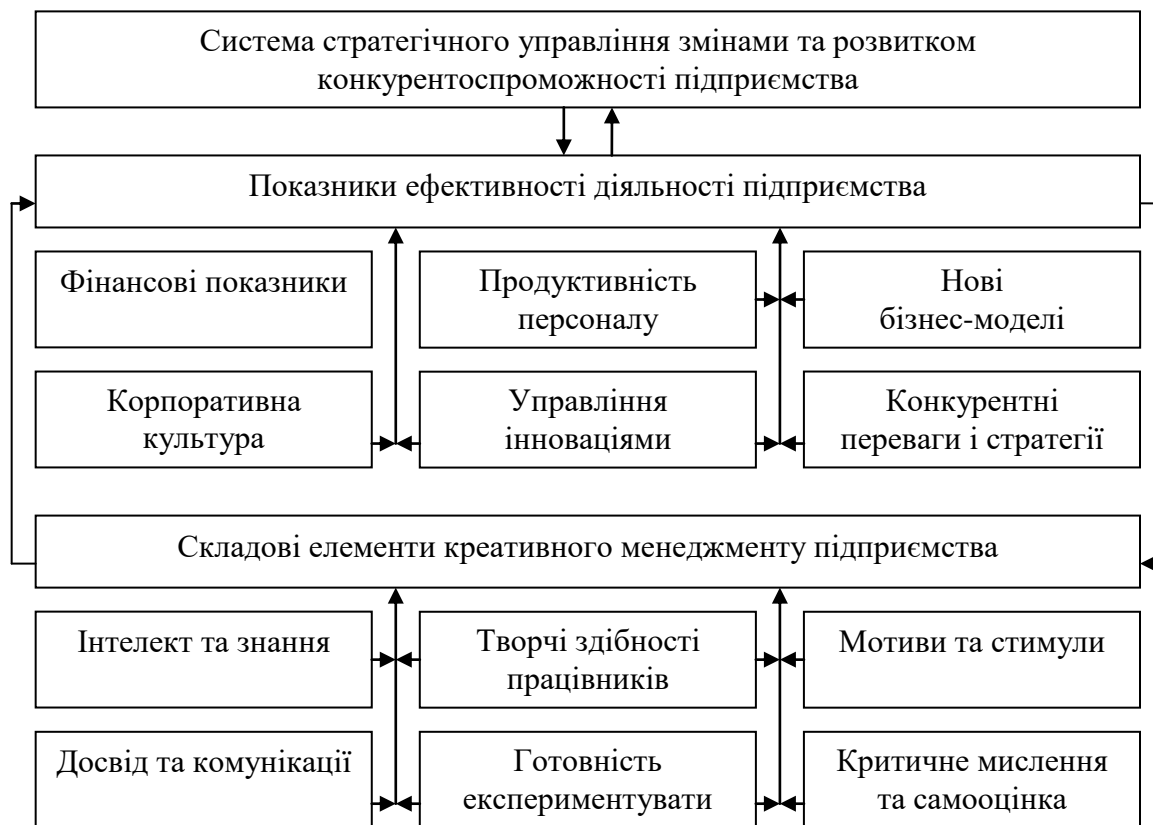 Система стратегічного управління змінами та розвитком
конкурентоспроможності підприємства
Показники ефективності діяльності підприємства
Фінансові показники
Продуктивність
персоналу
Нові
бізнес-моделі
Корпоративна
культура
Управління
інноваціями
Конкурентні
переваги і стратегії
Складові елементи креативного менеджменту підприємства
Інтелект та знання
Творчі здібності
працівників
Мотиви та стимули
Досвід та комунікації
Готовність
експериментувати
Критичне мислення
та самооцінка